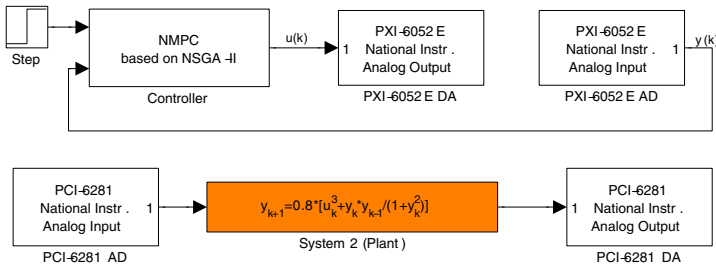 Step
NMPC
based on NSGA -II
Controller
u(k)
PXI-6052 E
1 National Instr .
Analog Output
PXI-6052 E DA
PXI-6052 E
National Instr . 1
Analog Input
PXI-6052 E AD
y (k)
PCI-6281
National Instr . 1
Analog Input
PCI-6281 AD
y_{k+1}=0.8*[u_k^3+y_k*y_{k-1}/(1+y_k^2)]
System 2 (Plant )
PCI-6281
1 National Instr .
Analog Output
PCI-6281 DA